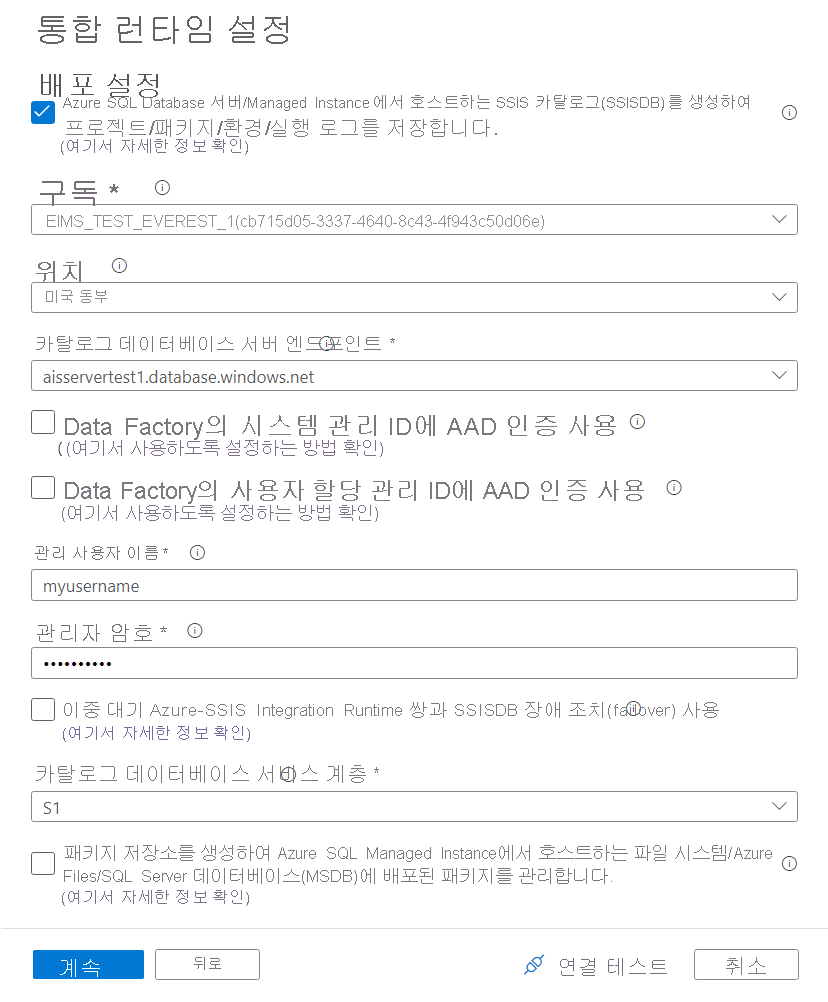 통합 런타임 설정
배포 설정
Azure SQL Database 서버/Managed Instance에서 호스트하는 SSIS 카탈로그(SSISDB)를 생성하여
프로젝트/패키지/환경/실행 로그를 저장합니다.
(여기서 자세한 정보 확인)
구독 *
EIMS_TEST_EVEREST_1(cb715d05-3337-4640-8c43-4f943c50d06e)
위치
미국 동부
카탈로그 데이터베이스 서버 엔드포인트 *
aisservertest1.database.windows.net
Data Factory의 시스템 관리 ID에 AAD 인증 사용
((여기서 사용하도록 설정하는 방법 확인)
Data Factory의 사용자 할당 관리 ID에 AAD 인증 사용
(여기서 사용하도록 설정하는 방법 확인)
관리 사용자 이름 *
myusername
관리자 암호 *
••••••••••
이중 대기 Azure-SSIS Integration Runtime 쌍과 SSISDB 장애 조치(failover) 사용
(여기서 자세한 정보 확인)
카탈로그 데이터베이스 서비스 계층 *
S1
패키지 저장소를 생성하여 Azure SQL Managed Instance에서 호스트하는 파일 시스템/Azure
Files/SQL Server 데이터베이스(MSDB)에 배포된 패키지를 관리합니다.
(여기서 자세한 정보 확인)
계속 뒤로 연결 테스트 취소